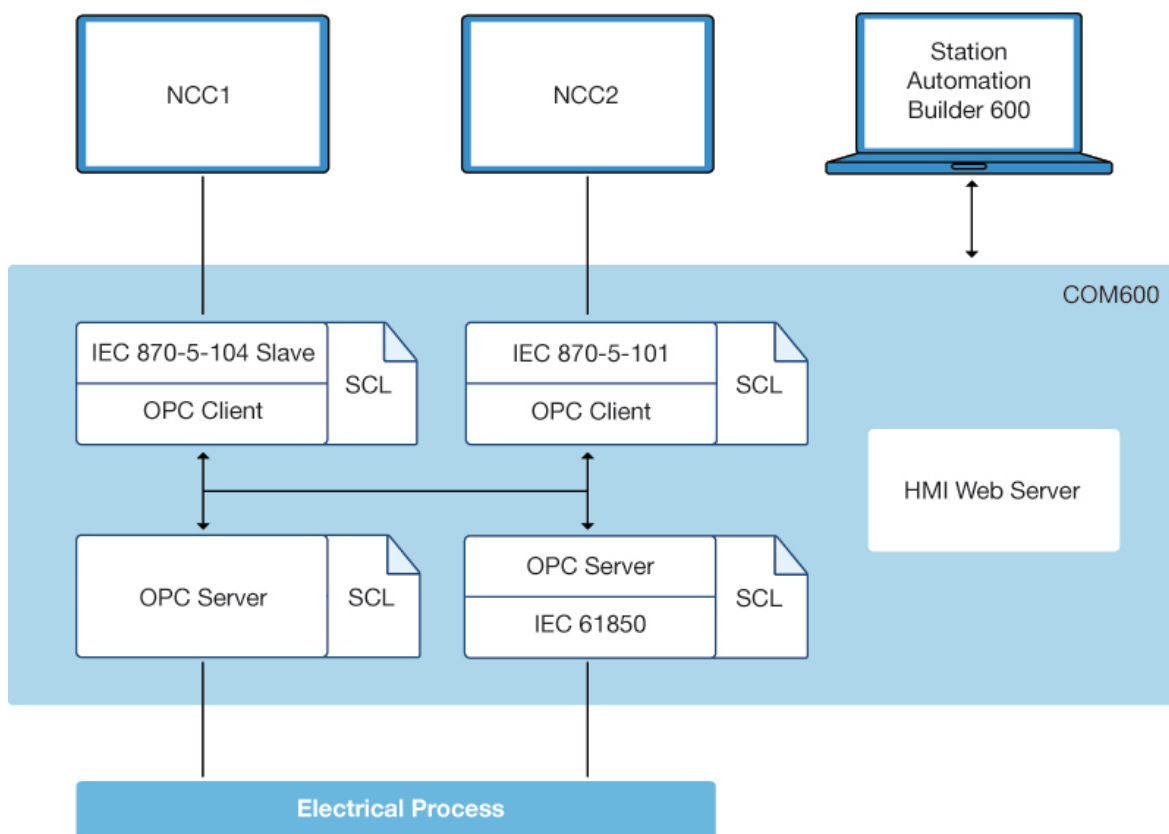 NCC1
NCC2
Station
Automation
Builder 600
COM600
IEC 870-5-104 Slave
OPC Client
SCL
IEC 870-5-101
OPC Client
SCL
HMI Web Server
OPC Server
SCL
OPC Server
IEC 61850
SCL
Electrical Process